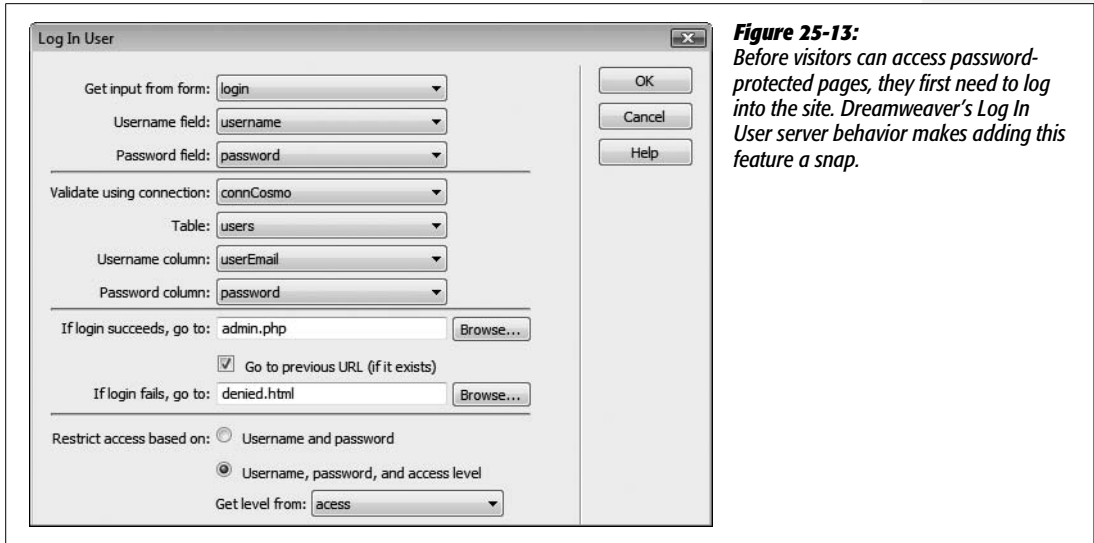 Log In User
Get input from form: login
Username field: username
Password field: password
Validate using connection: connCosmo
Table: users
Username column: userEmail
Password column: password
If login succeeds, go to: admin.php Browse...
Go to previous URL (if it exists)
If login fails, go to: denied.html Browse...
Restrict access based on: Username and password
Username, password, and access level
Get level from: acess
OK
Cancel
Help
Figure 25-13:
Before visitors can access password-
protected pages, they first need to log
into the site. Dreamweaver's Log In
User server behavior makes adding this
feature a snap.